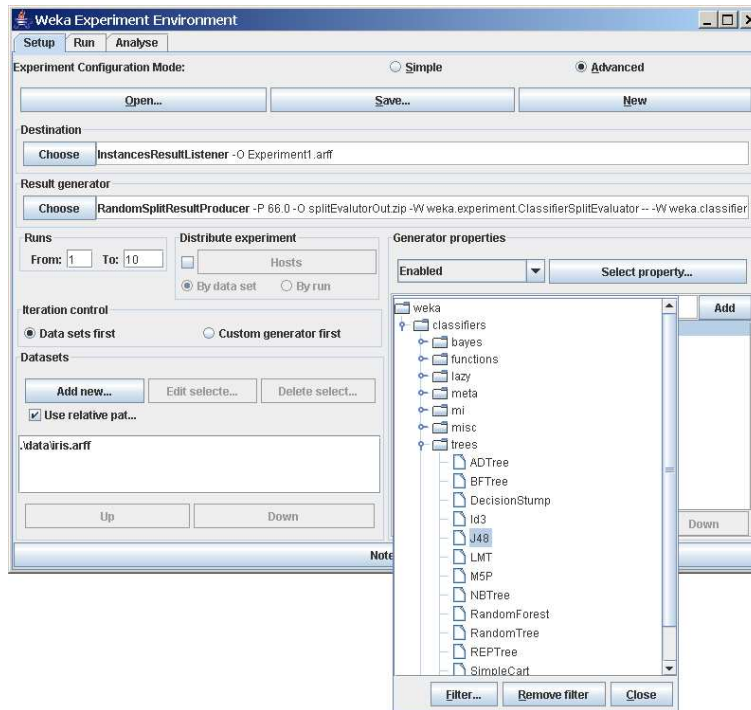 Weka Experiment Environment
Setup Run Analyse
Experiment Configuration Mode: Simple Advanced
Open... Save... New
Destination
Choose InstancesResultListener -O Experiment1.arff
Result generator
Choose RandomSplitResultProducer -P 66.0 -O splitEvalutorOut.zip -W weka.experiment.ClassifierSplitEvaluator -- -W weka.classifier
Runs Distribute experiment Generator properties
From: 1 To: 10 Hosts Enabled Select property...
By data set By run
Iteration control
Data sets first Custom generator first
Datasets
Add new... Edit selecte... Delete select...
Use relative pat...
.\data\iris.arff
Up Down
Note
Add
Down
weka
classifiers
bayes
functions
lazy
meta
mi
misc
trees
ADTree
BFTree
DecisionStump
Id3
J48
LMT
M5P
NBTree
RandomForest
RandomTree
REPTree
SimpleCart
Filter... Remove filter Close